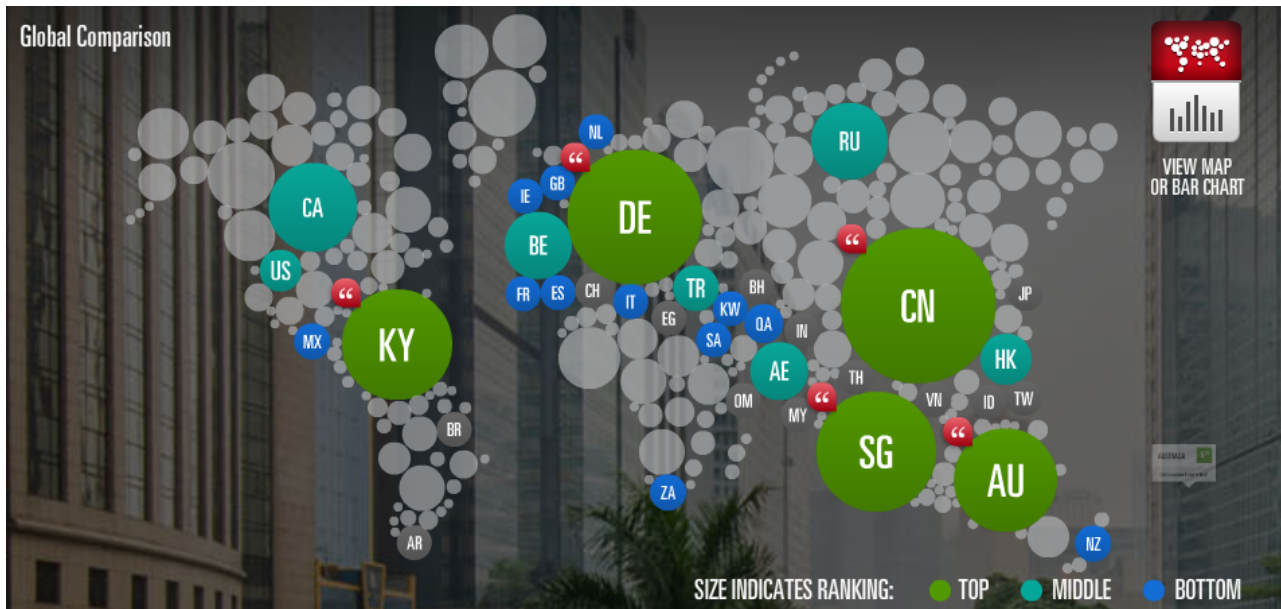 Global Comparison
NL
RU
VIEW MAP
OR BAR CHART
GB
IE
CA
DE
BE
US
TR
BH
FR
ES
CH
IT
KW
JP
CN
EG
QA
IN
SA
KY
MX
HK
AE
TH
OM
MY
VN
ID
TW
BR
SG
AU
ZA
AR
NZ
SIZE INDICATES RANKING: TOP MIDDLE BOTTOM